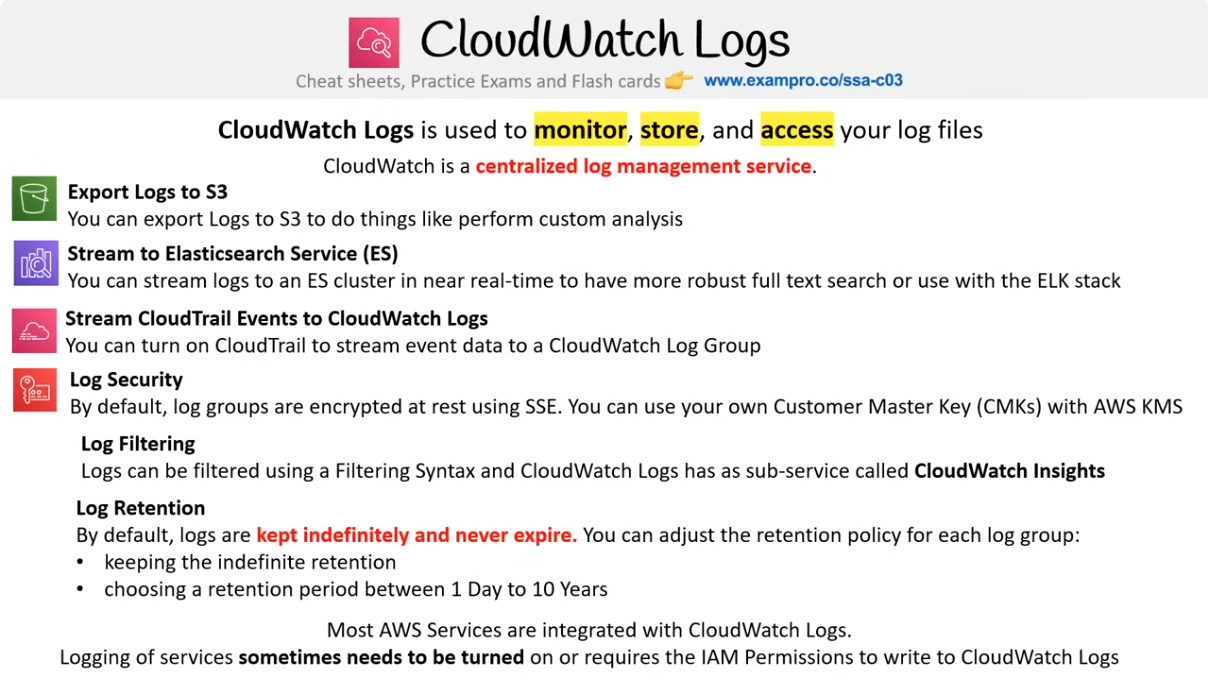 CloudWatch Logs
Cheat sheets, Practice Exams and Flash cards 👉 www.exampro.co/ssa-c03
CloudWatch Logs is used to monitor, store, and access your log files
CloudWatch is a centralized log management service.
Export Logs to S3
You can export Logs to S3 to do things like perform custom analysis
Stream to Elasticsearch Service (ES)
You can stream logs to an ES cluster in near real-time to have more robust full text search or use with the ELK stack
Stream CloudTrail Events to CloudWatch Logs
You can turn on CloudTrail to stream event data to a CloudWatch Log Group
Log Security
By default, log groups are encrypted at rest using SSE. You can use your own Customer Master Key (CMKs) with AWS KMS
Log Filtering
Logs can be filtered using a Filtering Syntax and CloudWatch Logs has as sub-service called CloudWatch Insights
Log Retention
By default, logs are kept indefinitely and never expire. You can adjust the retention policy for each log group:
• keeping the indefinite retention
• choosing a retention period between 1 Day to 10 Years
Most AWS Services are integrated with CloudWatch Logs.
Logging of services sometimes needs to be turned on or requires the IAM Permissions to write to CloudWatch Logs